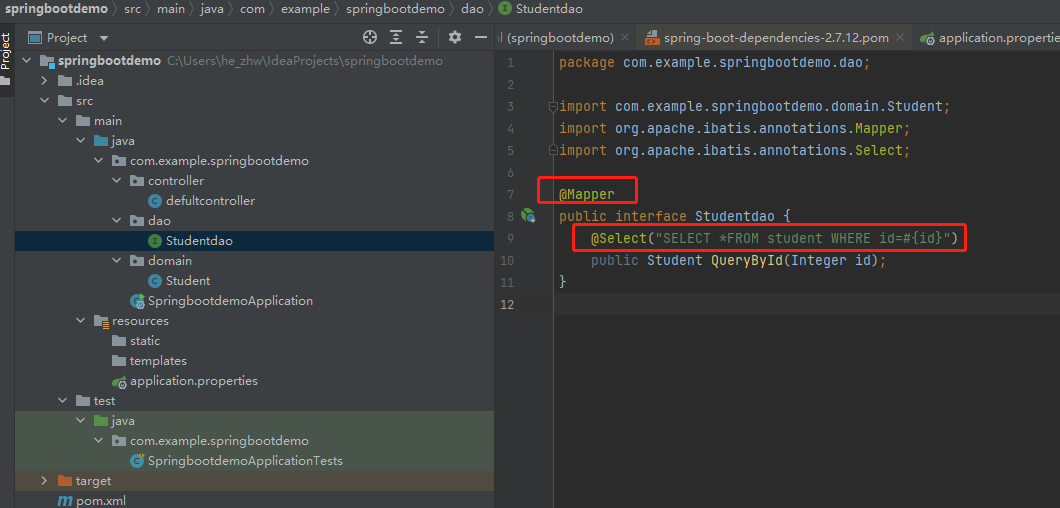 springbootdemo src main java com example springbootdemo dao Studentdao
Project
Project
l (springbootdemo) spring-boot-dependencies-2.7.12.pom application.propertie
springbootdemo C:\Users\he_zhw\IdeaProjects\springbootdemo
.idea
src
main
java
com.example.springbootdemo
controller
defultcontroller
dao
Studentdao
domain
Student
SpringbootdemoApplication
resources
static
templates
application.properties
test
java
com.example.springbootdemo
SpringbootdemoApplicationTests
target
pom.xml
1 package com.example.springbootdemo.dao;
2
3 import com.example.springbootdemo.domain.Student;
4 import org.apache.ibatis.annotations.Mapper;
5 import org.apache.ibatis.annotations.Select;
6
7 @Mapper
8 public interface Studentdao {
9 @Select("SELECT *FROM student WHERE id=#{id}")
10 public Student QueryById(Integer id);
11 }
12